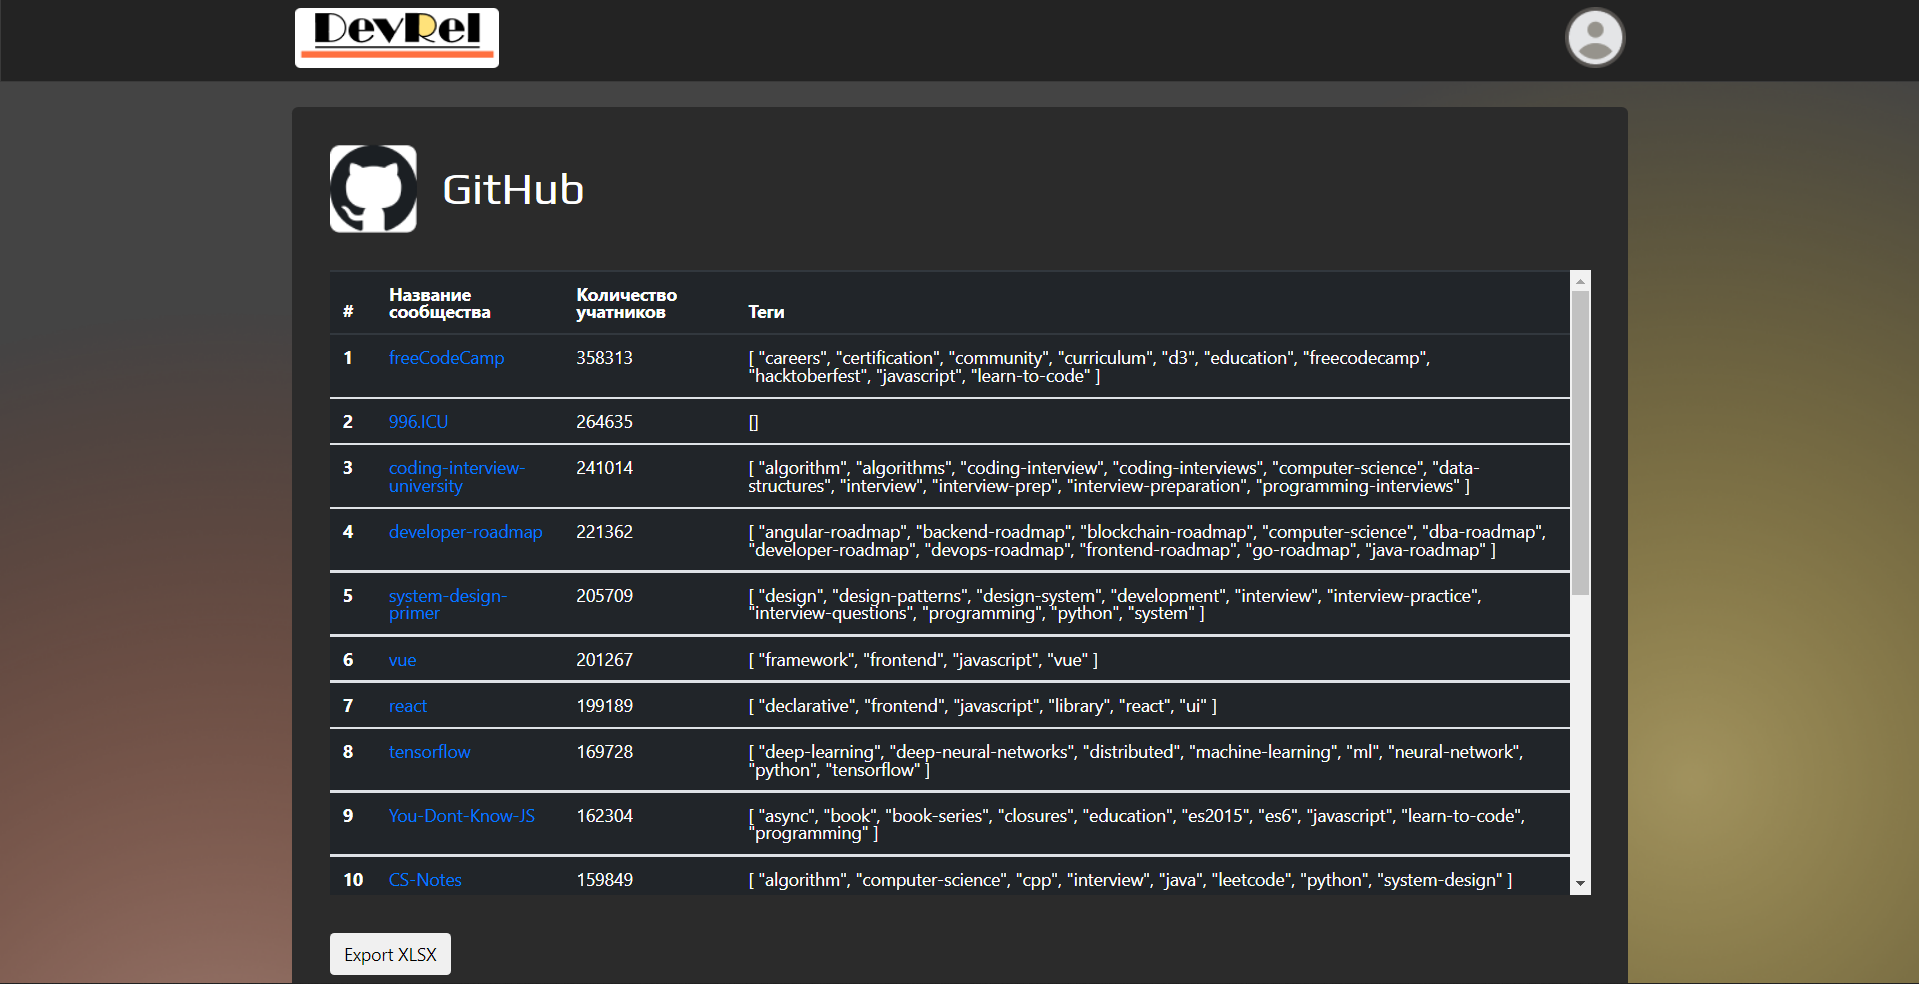 DevRel
GitHub
#
Название
сообщества
Количество
учатников
Теги
1 freeCodeCamp 358313 [ "careers", "certification", "community", "curriculum", "d3", "education", "freecodecamp",
"hacktoberfest", "javascript", "learn-to-code" ]
2 996.ICU 264635 []
3 coding-interview- 241014 [ "algorithm", "algorithms", "coding-interview", "coding-interviews", "computer-science", "data-
university structures", "interview", "interview-prep", "interview-preparation", "programming-interviews" ]
4 developer-roadmap 221362 [ "angular-roadmap", "backend-roadmap", "blockchain-roadmap", "computer-science", "dba-roadmap",
"developer-roadmap", "devops-roadmap", "frontend-roadmap", "go-roadmap", "java-roadmap" ]
5 system-design- 205709 [ "design", "design-patterns", "design-system", "development", "interview", "interview-practice",
primer "interview-questions", "programming", "python", "system" ]
6 vue 201267 [ "framework", "frontend", "javascript", "vue" ]
7 react 199189 [ "declarative", "frontend", "javascript", "library", "react", "ui" ]
8 tensorflow 169728 [ "deep-learning", "deep-neural-networks", "distributed", "machine-learning", "ml", "neural-network",
"python", "tensorflow" ]
9 You-Dont-Know-JS 162304 [ "async", "book", "book-series", "closures", "education", "es2015", "es6", "javascript", "learn-to-code",
"programming" ]
10 CS-Notes 159849 [ "algorithm", "computer-science", "cpp", "interview", "java", "leetcode", "python", "system-design" ]
Export XLSX